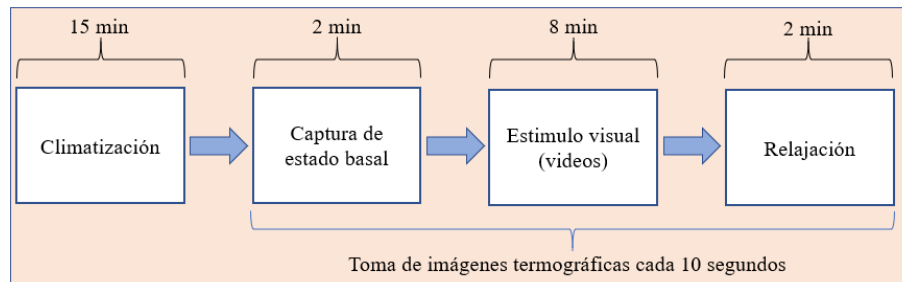 15 min
2 min
8 min
2 min
Climatización
Captura de
estado basal
Estimulo visual
(videos)
Relajación
Toma de imágenes termográficas cada 10 segundos